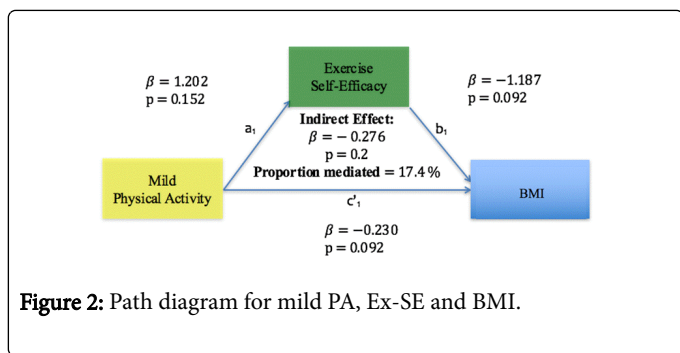 Exercise
Self-Efficacy
β = 1.202
p = 0.152
β = −1.187
p = 0.092
a₁
b₁
Indirect Effect:
β = − 0.276
p = 0.2
Proportion mediated = 17.4 %
Mild
Physical Activity
BMI
c'₁
β = −0.230
p = 0.092
Figure 2: Path diagram for mild PA, Ex-SE and BMI.